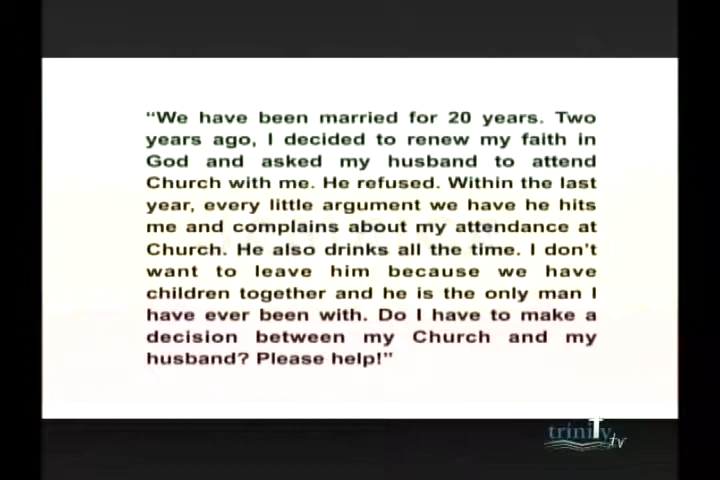 "We have been married for 20 years. Two
years ago, I decided to renew my faith in
God and asked my husband to attend
Church with me. He refused. Within the last
year, every little argument we have he hits
me and complains about my attendance at
Church. He also drinks all the time. I don't
want to leave him because we have
children together and he is the only man I
have ever been with. Do I have to make a
decision between my Church and my
husband? Please help!"
trinity
tv